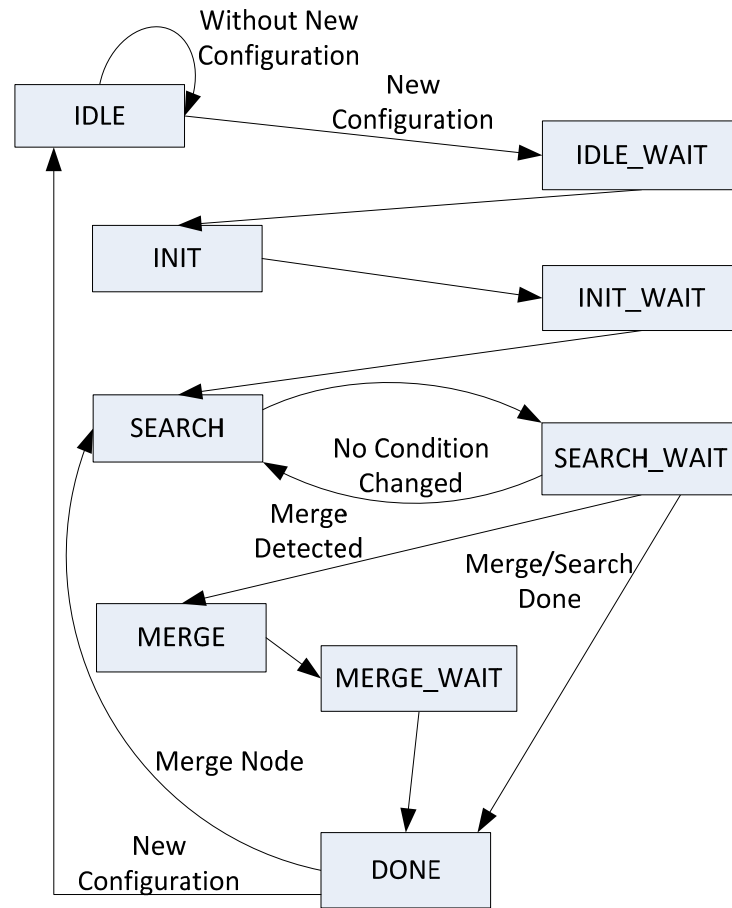 Without New
Configuration
IDLE
New
Configuration
IDLE_WAIT
INIT
INIT_WAIT
SEARCH
No Condition
Changed
SEARCH_WAIT
Merge
Detected
Merge/Search
Done
MERGE
MERGE_WAIT
Merge Node
New
Configuration
DONE